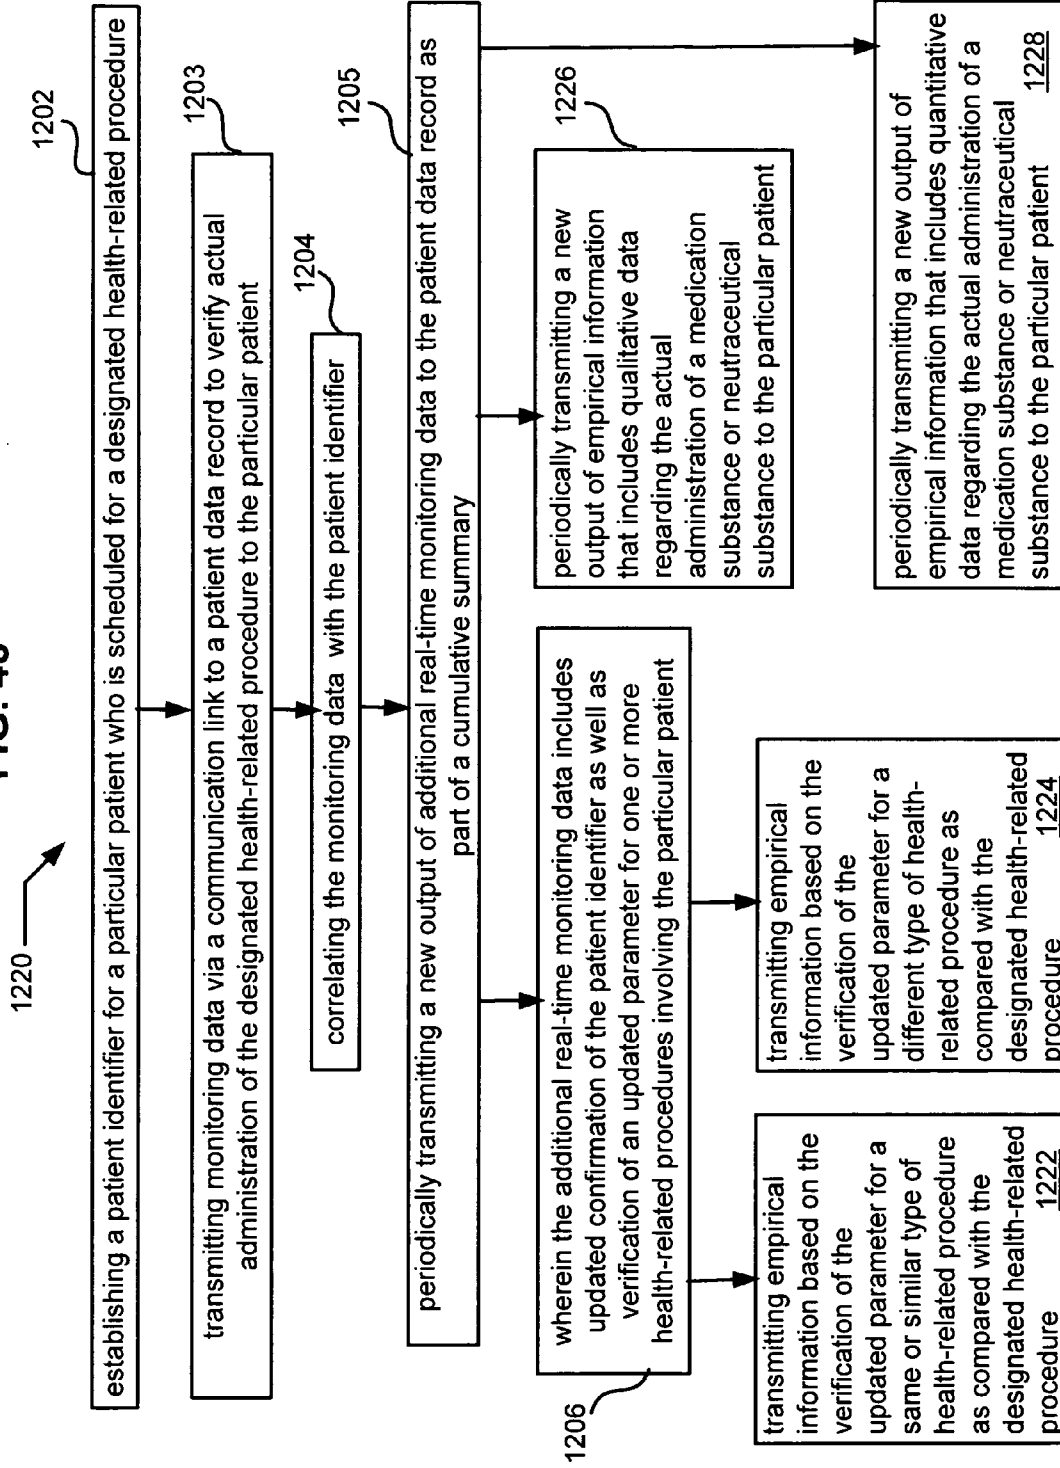 FIG.
1220
1202
establishing a patient identifier for a particular patient who is scheduled for a designated health-related procedure
1203
transmitting monitoring data via a communication link to a patient data record to verify actual
administration of the designated health-related procedure to the particular patient
1204
correlating the monitoring data with the patient identifier
1205
periodically transmitting a new output of additional real-time monitoring data to the patient data record as
part of a cumulative summary
1206
wherein the additional real-time monitoring data includes
updated confirmation of the patient identifier as well as
verification of an updated parameter for one or more
health-related procedures involving the particular patient
1226
periodically transmitting a new
output of empirical information
that includes qualitative data
regarding the actual
administration of a medication
substance or neutraceutical
substance to the particular patient
transmitting empirical
information based on the
verification of the
updated parameter for a
same or similar type of
health-related procedure
as compared with the
designated health-related
procedure 1222
transmitting empirical
information based on the
verification of the
updated parameter for a
different type of health-
related procedure as
compared with the
designated health-related
procedure 1224
periodically transmitting a new output of
empirical information that includes quantitative
data regarding the actual administration of a
medication substance or neutraceutical
substance to the particular patient 1228